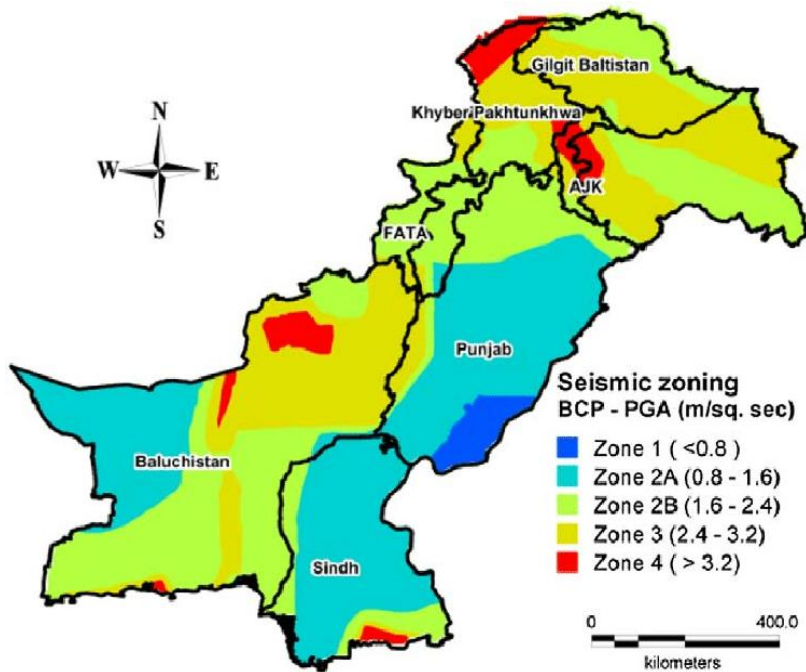 Gilgit Baltistan
N
Khyber Pakhtunkhwa
W E
AJK
S
FATA
Punjab
Seismic zoning
BCP - PGA (m/sq. sec)
Zone 1 ( <0.8 )
Baluchistan
Zone 2A (0.8 - 1.6)
Zone 2B (1.6 - 2.4)
Zone 3 (2.4 - 3.2)
Sindh
Zone 4 ( > 3.2)
0 400.0
kilometers